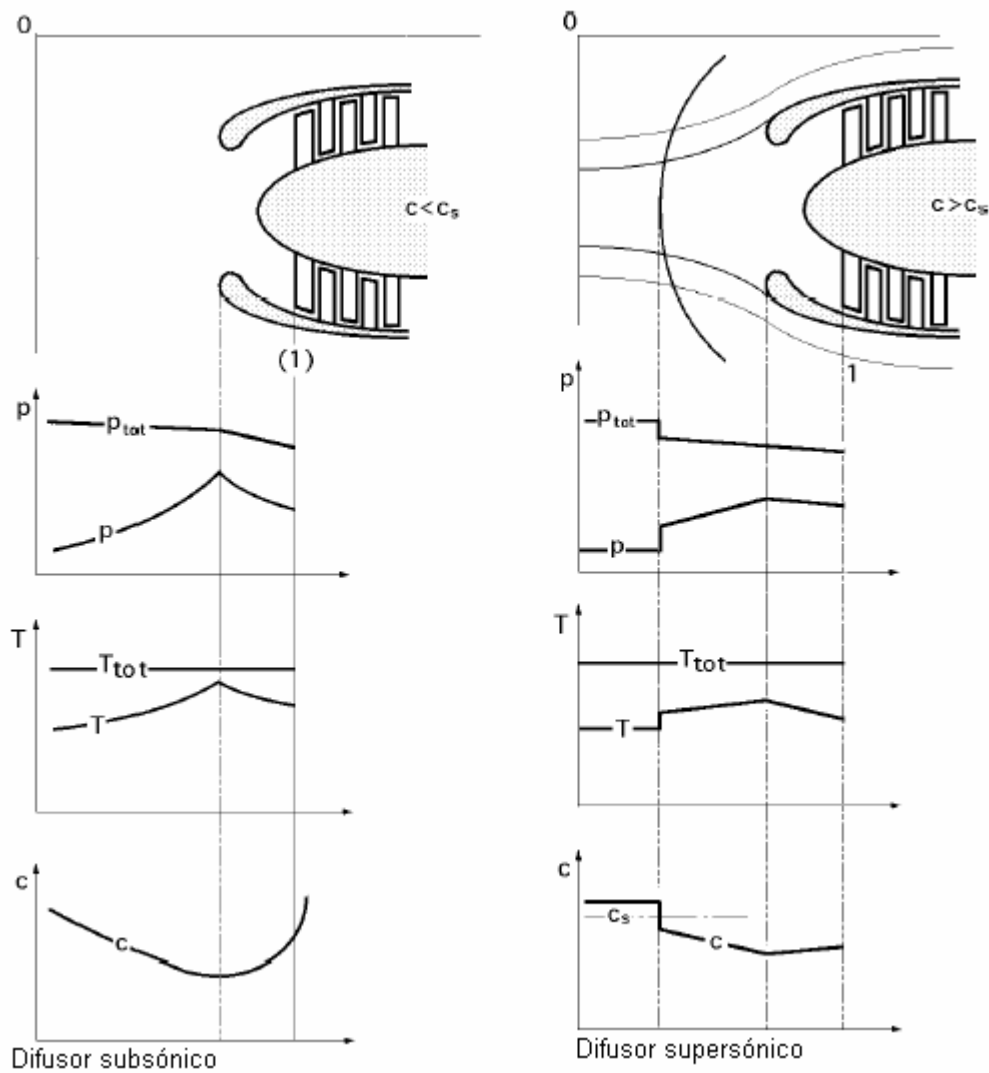 0
c<cs
(1)
p
ptot
p
T
Ttot
T
c
c
Difusor subsónico
0
c>cs
1
p
ptot
p
T
Ttot
T
c
cs
c
Difusor supersónico